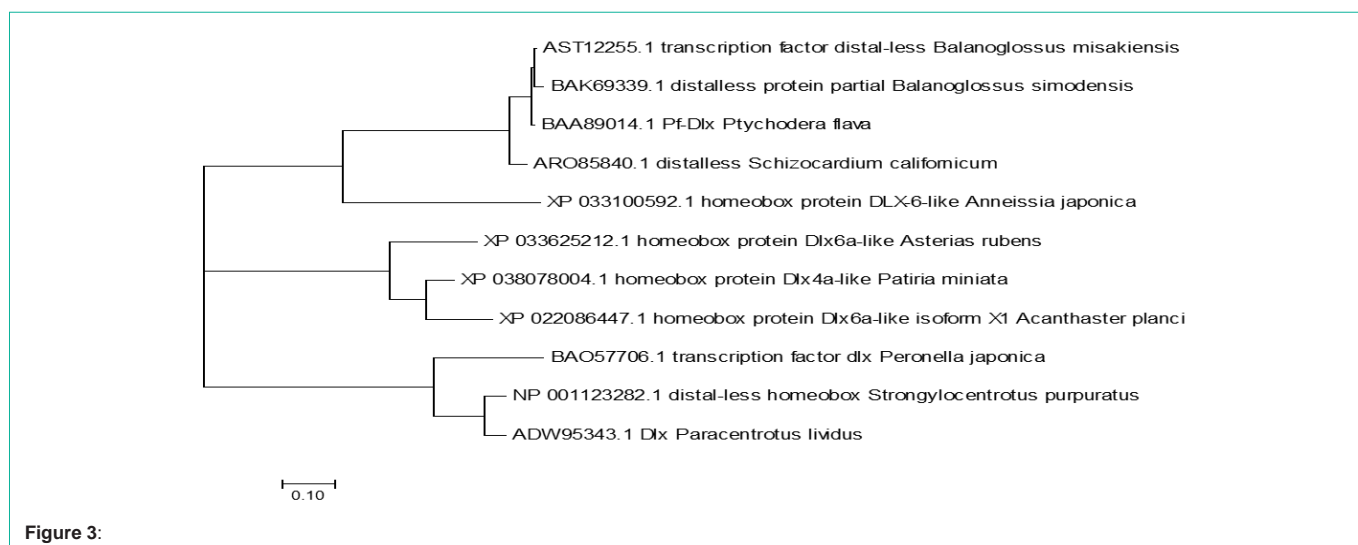 AST12255.1 transcription factor distal-less Balanoglossus misakiensis
BAK69339.1 distalless protein partial Balanoglossus simodensis
BAA89014.1 Pf-Dlx Ptychodera flava
ARO85840.1 distalless Schizocardium californicum
XP 033100592.1 homeobox protein DLX-6-like Anneissia japonica
XP 033625212.1 homeobox protein Dlx6a-like Asterias rubens
XP 038078004.1 homeobox protein Dlx4a-like Patiria miniata
XP 022086447.1 homeobox protein Dlx6a-like isoform X1 Acanthaster planci
BAO57706.1 transcription factor dlx Peronella japonica
NP 001123282.1 distal-less homeobox Strongylocentrotus purpuratus
ADW95343.1 Dlx Paracentrotus lividus
0.10
Figure 3: